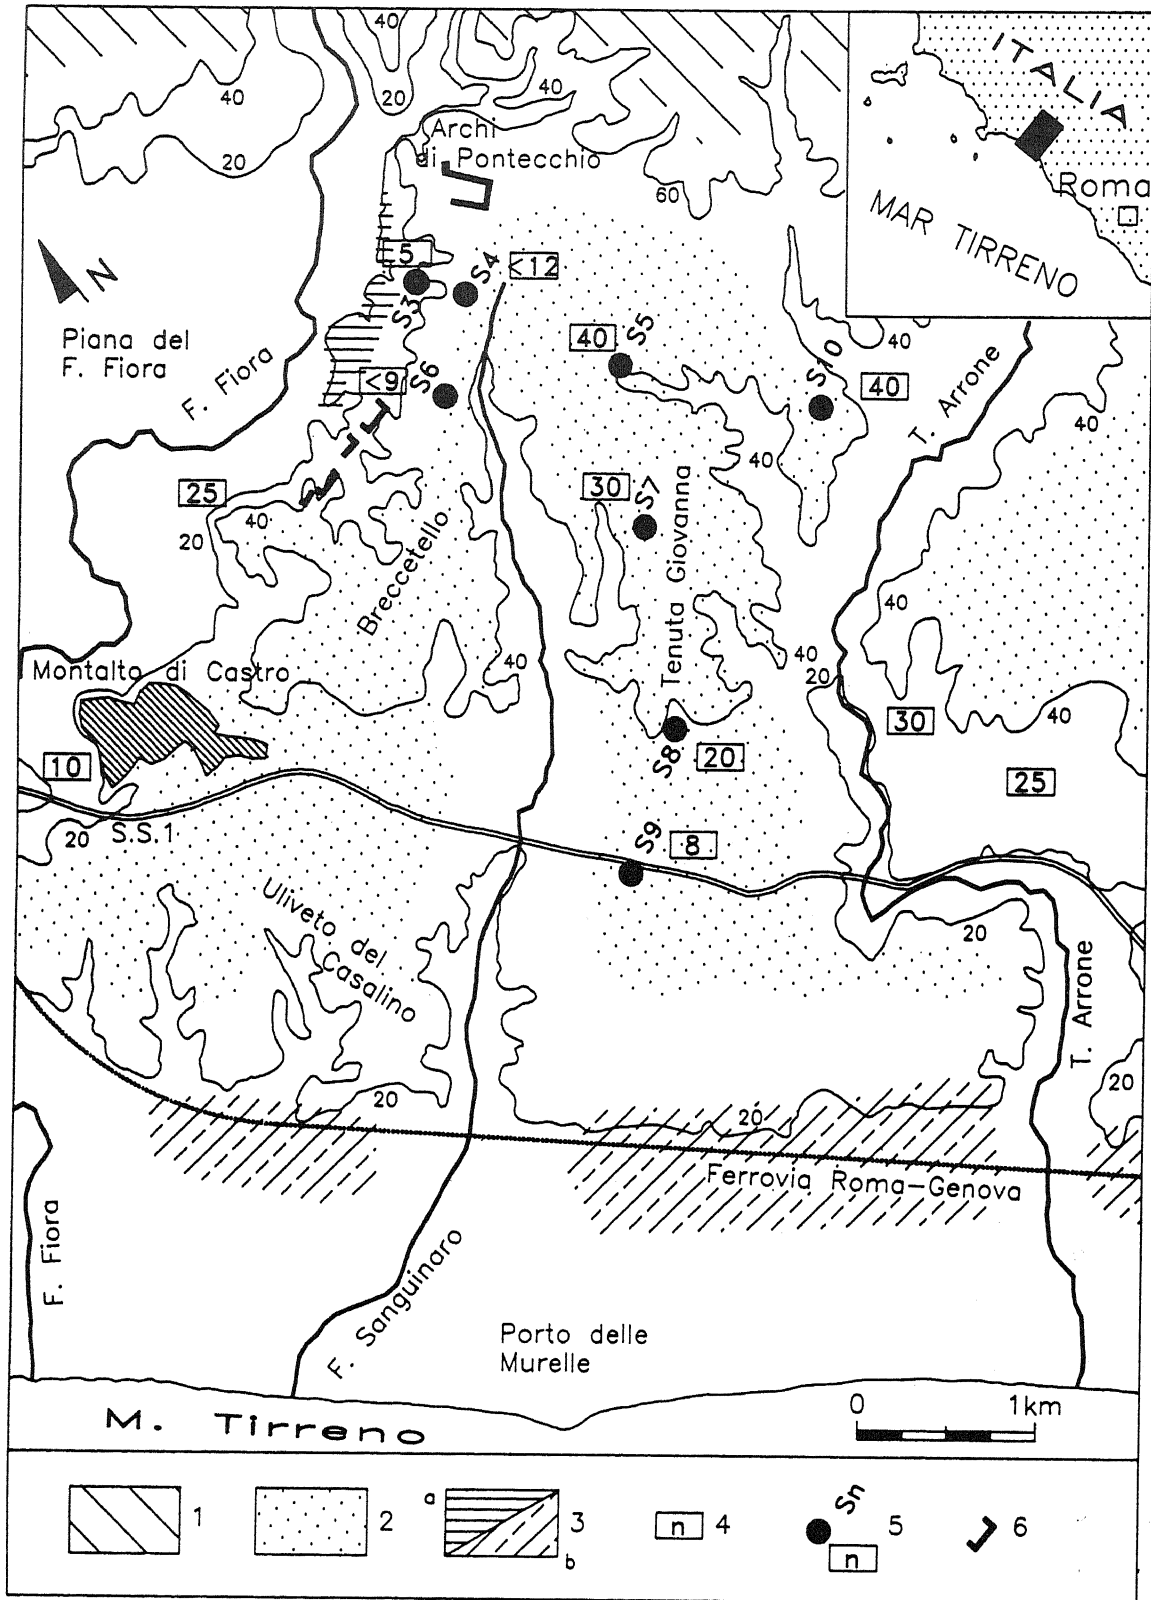 40
40
20
40
20
Archi
di Pontecchio
60
ITALIA
Roma
MAR TIRRENO
N
Piana del
F. Fiora
F. Fiora
5
S3
S4
<12
<9
S6
40
S5
S10
40
40
T. Arrone
40
40
25
40
20
30
S7
Breccetello
Tenuta Giovanna
40
40
40
20
Montalto di Castro
10
S8
20
30
40
25
20
S.S.1
S9
8
Uliveto del
Casalino
20
T. Arrone
20
20
20
Ferrovia Roma-Genova
F. Fiora
F. Sanguinaro
Porto delle
Murelle
0 1km
M. Tirreno
1
2
a
3
b
n 4
Sn
n
5
6